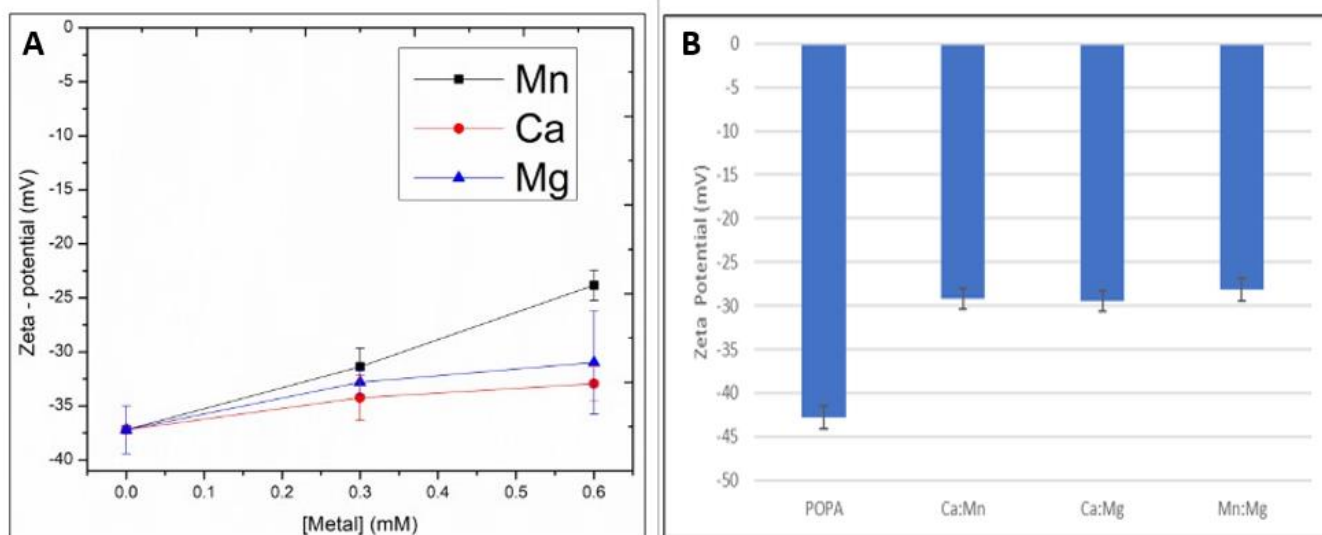 A
0
-5
-10
-15
-20
-25
-30
-35
-40
Zeta - potential (mV)
Mn
Ca
Mg
0.0 0.1 0.2 0.3 0.4 0.5 0.6
[Metal] (mM)
B
0
-5
-10
-15
-20
-25
-30
-35
-40
-45
-50
Zeta Potential (mV)
POPA Ca:Mn Ca:Mg Mn:Mg